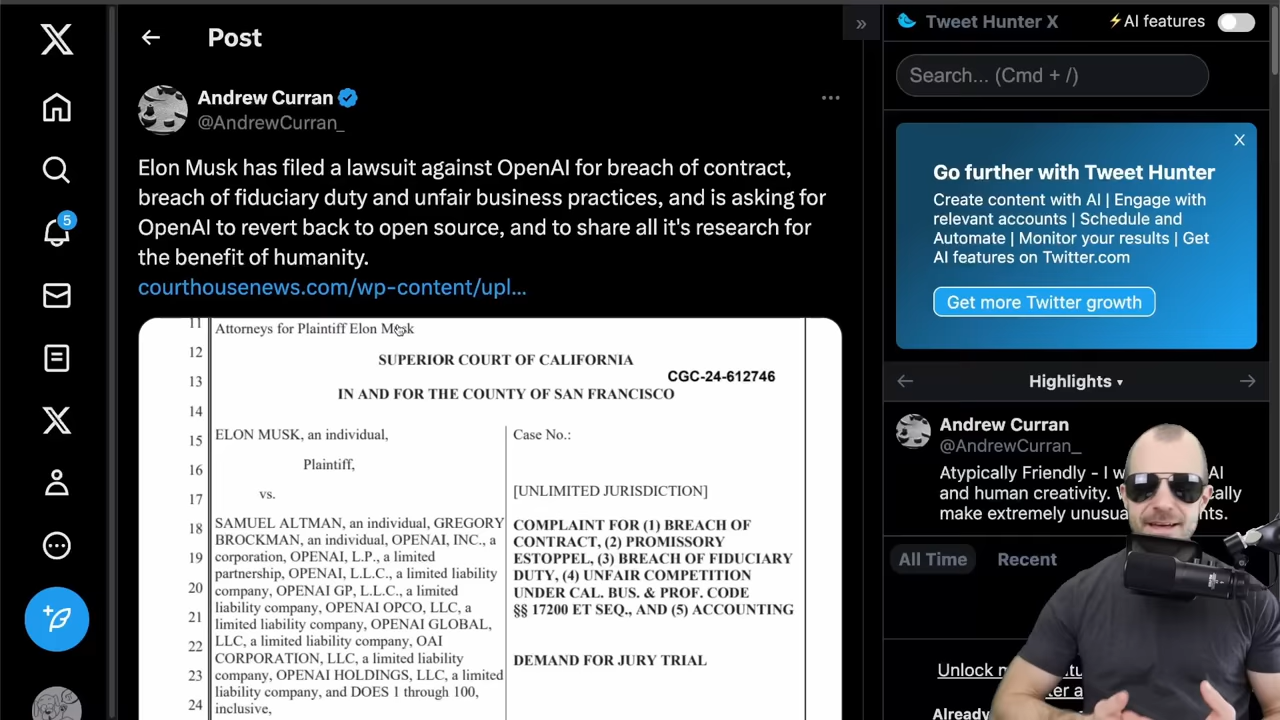 Post
Andrew Curran
@AndrewCurran_
Elon Musk has filed a lawsuit against OpenAI for breach of contract,
breach of fiduciary duty and unfair business practices, and is asking for
OpenAI to revert back to open source, and to share all it's research for
the benefit of humanity.
courthousenews.com/wp-content/upl...
11 Attorneys for Plaintiff Elon Musk
12 SUPERIOR COURT OF CALIFORNIA
CGC-24-612746
13 IN AND FOR THE COUNTY OF SAN FRANCISCO
14
15 ELON MUSK, an individual,
16 Plaintiff,
17 vs.
18 SAMUEL ALTMAN, an individual, GREGORY
BROCKMAN, an individual, OPENAI, INC., a
19 corporation, OPENAI, L.P., a limited
partnership, OPENAI, L.L.C., a limited liability
20 company, OPENAI GP, L.L.C., a limited
liability company, OPENAI OPCO, LLC, a
21 limited liability company, OPENAI GLOBAL,
22 LLC, a limited liability company, OAI
CORPORATION, LLC, a limited liability
23 company, OPENAI HOLDINGS, LLC, a limited
liability company, and DOES 1 through 100,
24 inclusive,
Case No.:
[UNLIMITED JURISDICTION]
COMPLAINT FOR (1) BREACH OF
CONTRACT, (2) PROMISSORY
ESTOPPEL, (3) BREACH OF FIDUCIARY
DUTY, (4) UNFAIR COMPETITION
UNDER CAL. BUS. & PROF. CODE
§§ 17200 ET SEQ., AND (5) ACCOUNTING
DEMAND FOR JURY TRIAL
5
»
Tweet Hunter X
⚡AI features
Search... (Cmd + /)
X
Go further with Tweet Hunter
Create content with AI | Engage with
relevant accounts | Schedule and
Automate | Monitor your results | Get
AI features on Twitter.com
Get more Twitter growth
Highlights
Andrew Curran
@AndrewCurran_
Atypically Friendly - I AI
and human creativity.
make extremely
All Time
Recent
Unlock
Already